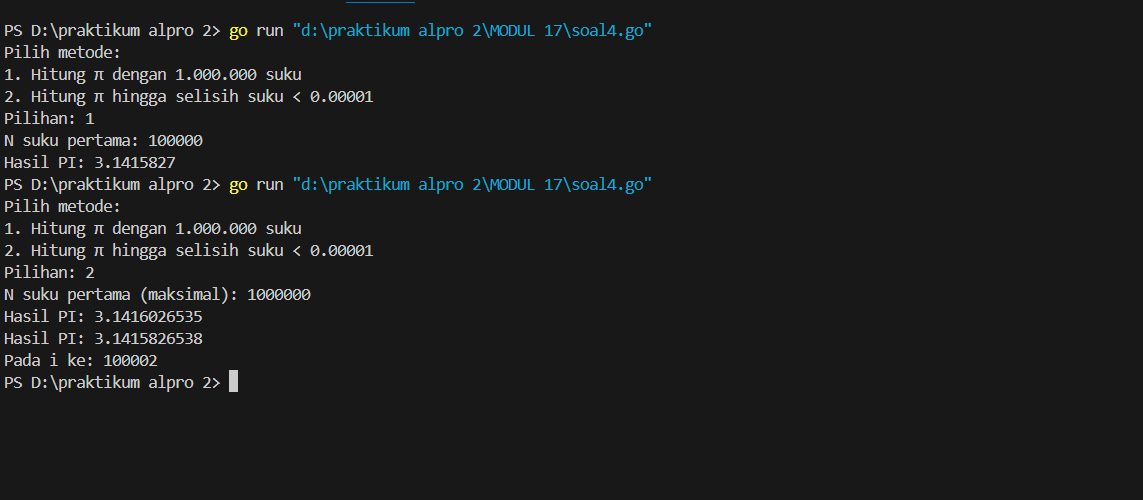 PS D:\praktikum alpro 2> go run "d:\praktikum alpro 2\MODUL 17\soal4.go"
Pilih metode:
1. Hitung π dengan 1.000.000 suku
2. Hitung π hingga selisih suku < 0.00001
Pilihan: 1
N suku pertama: 100000
Hasil PI: 3.1415827
PS D:\praktikum alpro 2> go run "d:\praktikum alpro 2\MODUL 17\soal4.go"
Pilih metode:
1. Hitung π dengan 1.000.000 suku
2. Hitung π hingga selisih suku < 0.00001
Pilihan: 2
N suku pertama (maksimal): 1000000
Hasil PI: 3.1416026535
Hasil PI: 3.1415826538
Pada i ke: 100002
PS D:\praktikum alpro 2>